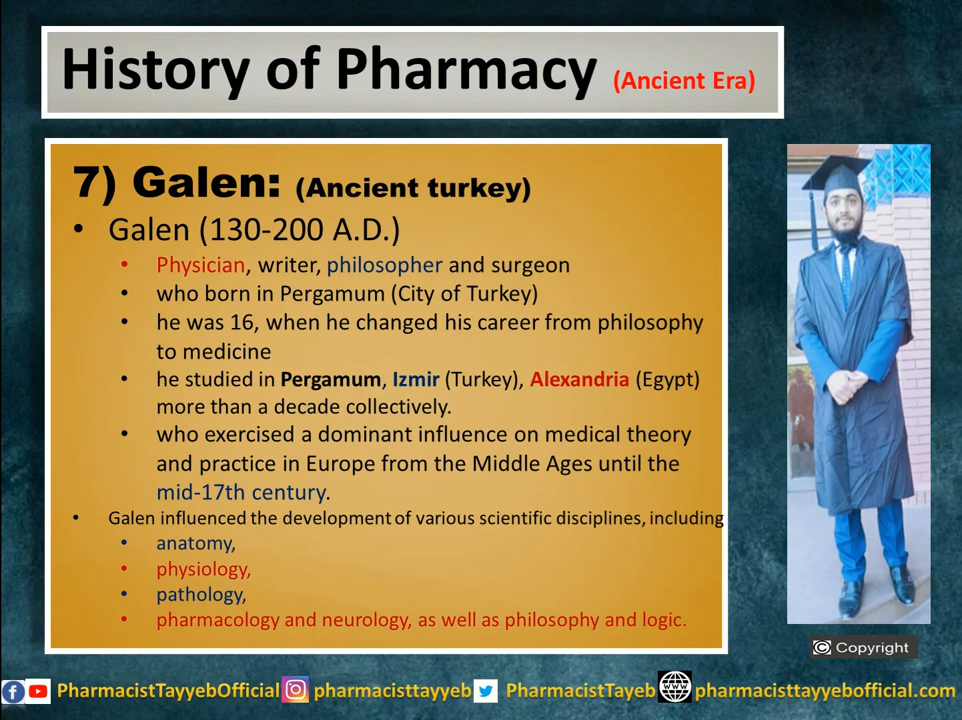 History of Pharmacy (Ancient Era)
7) Galen: (Ancient turkey)
• Galen (130-200 A.D.)
• Physician, writer, philosopher and surgeon
• who born in Pergamum (City of Turkey)
• he was 16, when he changed his career from philosophy
to medicine
• he studied in Pergamum, Izmir (Turkey), Alexandria (Egypt)
more than a decade collectively.
• who exercised a dominant influence on medical theory
and practice in Europe from the Middle Ages until the
mid-17th century.
• Galen influenced the development of various scientific disciplines, including
• anatomy,
• physiology,
• pathology,
• pharmacology and neurology, as well as philosophy and logic.
© Copyright
PharmacistTayyebOfficial pharmacisttayyeb PharmacistTayeb pharmacisttayyebofficial.com